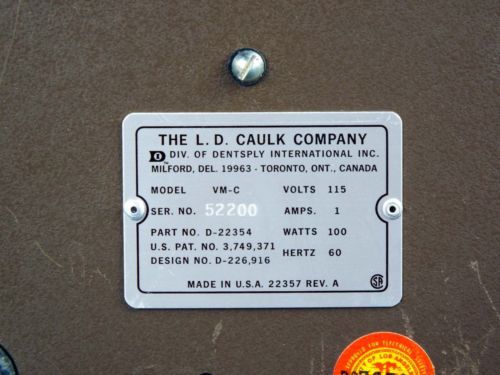 THE L. D. CAULK COMPANY
D DIV. OF DENTSPLY INTERNATIONAL INC.
MILFORD, DEL. 19963 - TORONTO, ONT., CANADA
MODEL VM-C VOLTS 115
SER. NO. 52200 AMPS. 1
PART NO. D-22354 WATTS 100
U.S. PAT. NO. 3,749,371
HERTZ 60
DESIGN NO. D-226,916
MADE IN U.S.A. 22357 REV. A